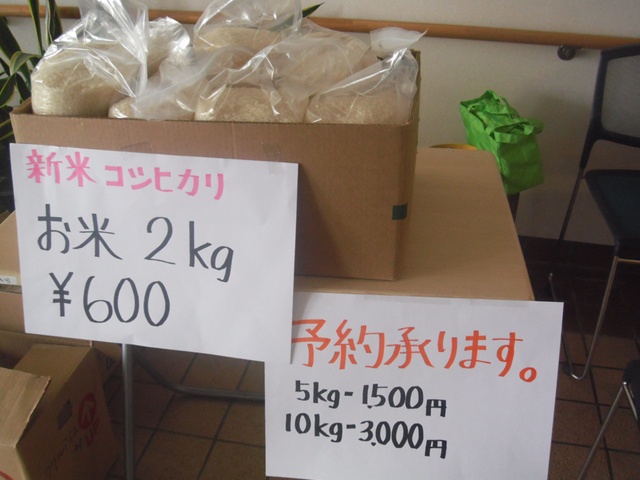 新米 コシヒカリ
お米 2kg
¥600
予約承ります。
5kg-1,500円
10kg-3,000円